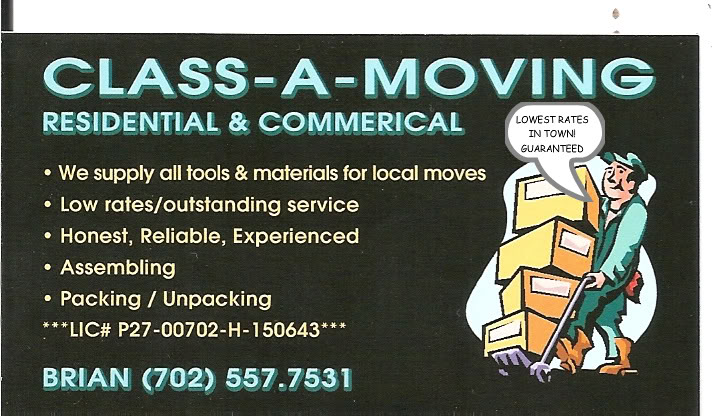 CLASS-A-MOVING
RESIDENTIAL & COMMERICAL
LOWEST RATES
IN TOWN!
GUARANTEED
• We supply all tools & materials for local moves
• Low rates/outstanding service
• Honest, Reliable, Experienced
• Assembling
• Packing / Unpacking
***LIC# P27-00702-H-150643***
BRIAN (702) 557.7531